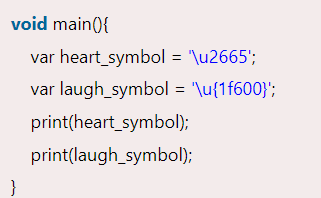 void main(){
var heart_symbol = '\u2665';
var laugh_symbol = '\u{1f600}';
print(heart_symbol);
print(laugh_symbol);
}